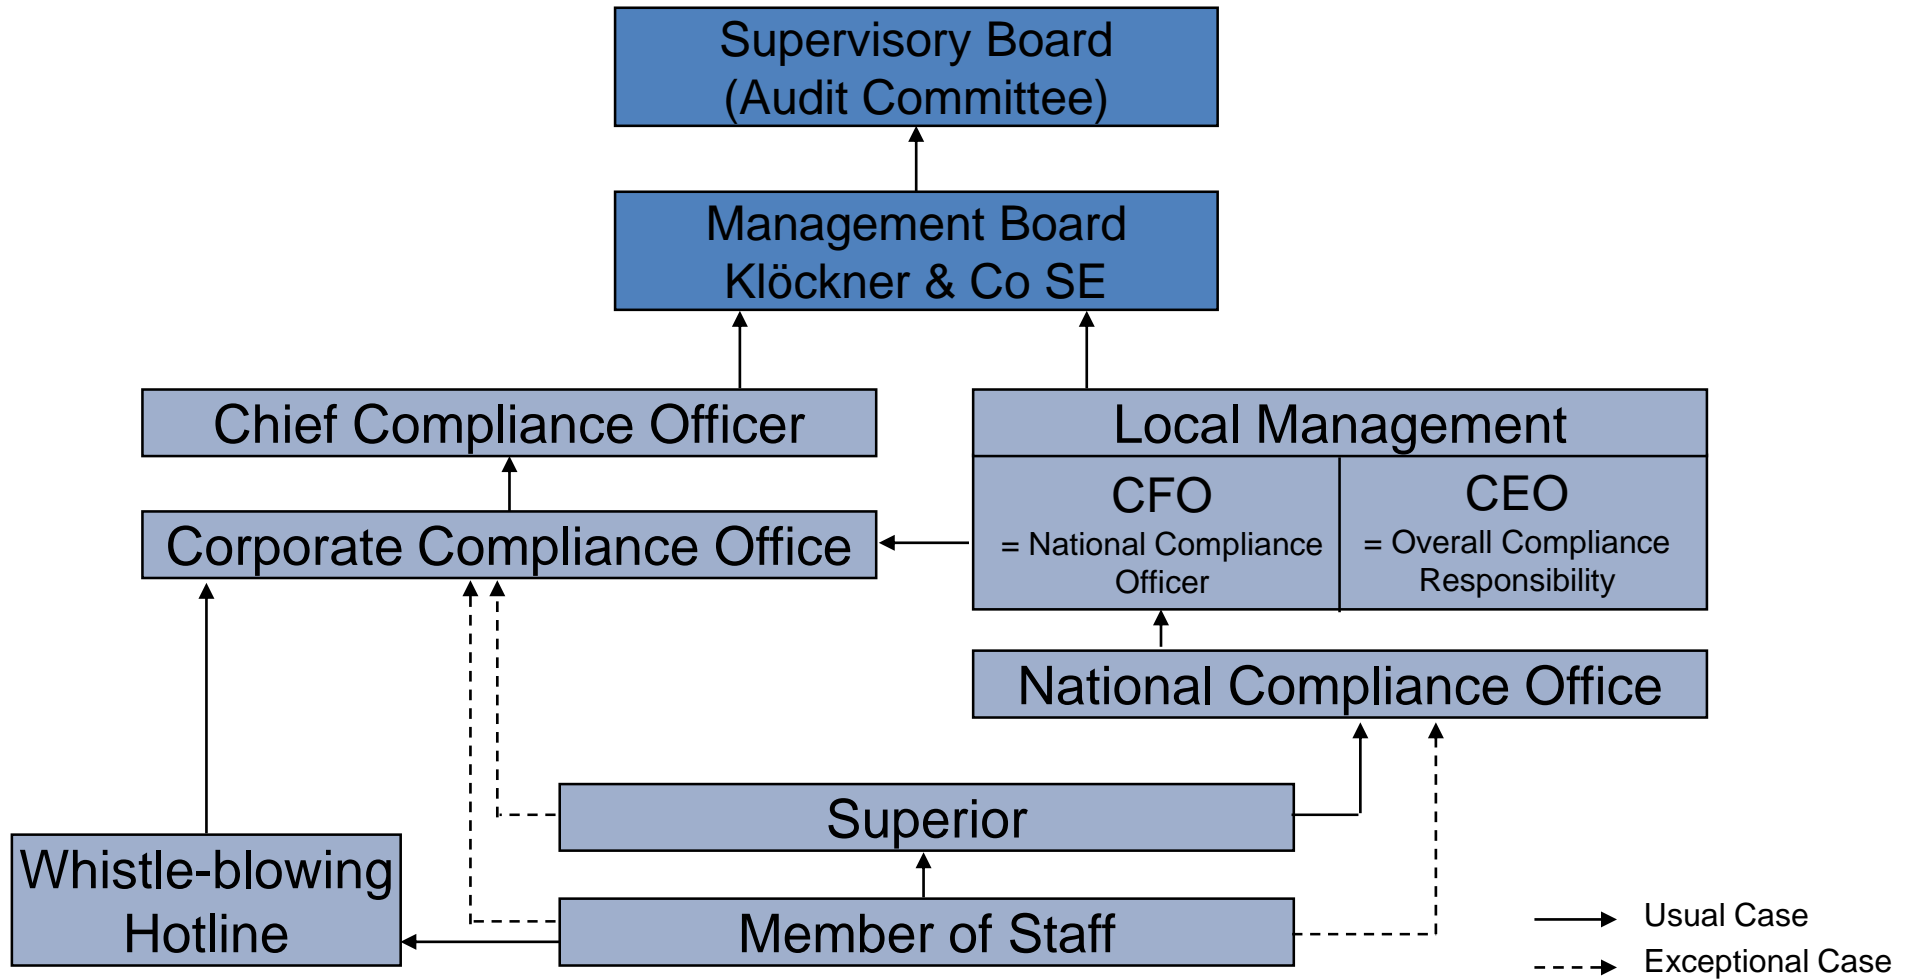 Supervisory Board
(Audit Committee)
Management Board
Klöckner & Co SE
Chief Compliance Officer
Local Management
CFO
= National Compliance
Officer
CEO
= Overall Compliance
Responsibility
Corporate Compliance Office
National Compliance Office
Superior
Whistle-blowing
Hotline
Member of Staff
Usual Case
Exceptional Case